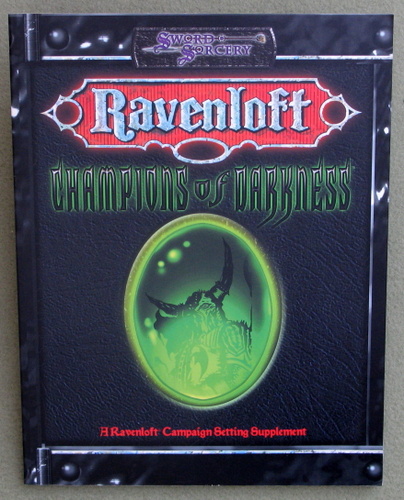 Sword & Sorcery
Ravenloft
Champions of Darkness
A Ravenloft Campaign Setting Supplement